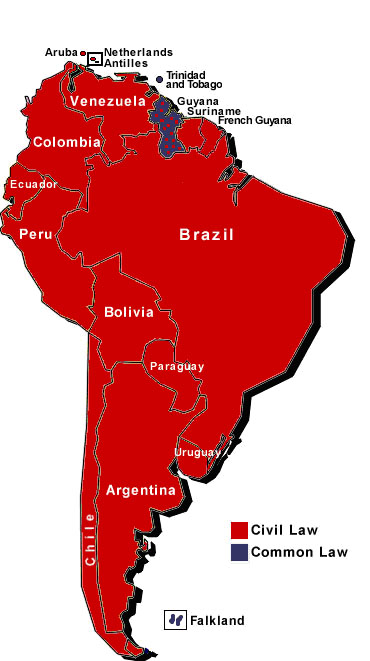 Aruba
Netherlands
Antilles
Trinidad
and Tobago
Venezuela
Guyana
Suriname
French Guyana
Colombia
Ecuador
Peru
Brazil
Bolivia
Paraguay
Uruguay
Argentina
Chile
Civil Law
Common Law
Falkland